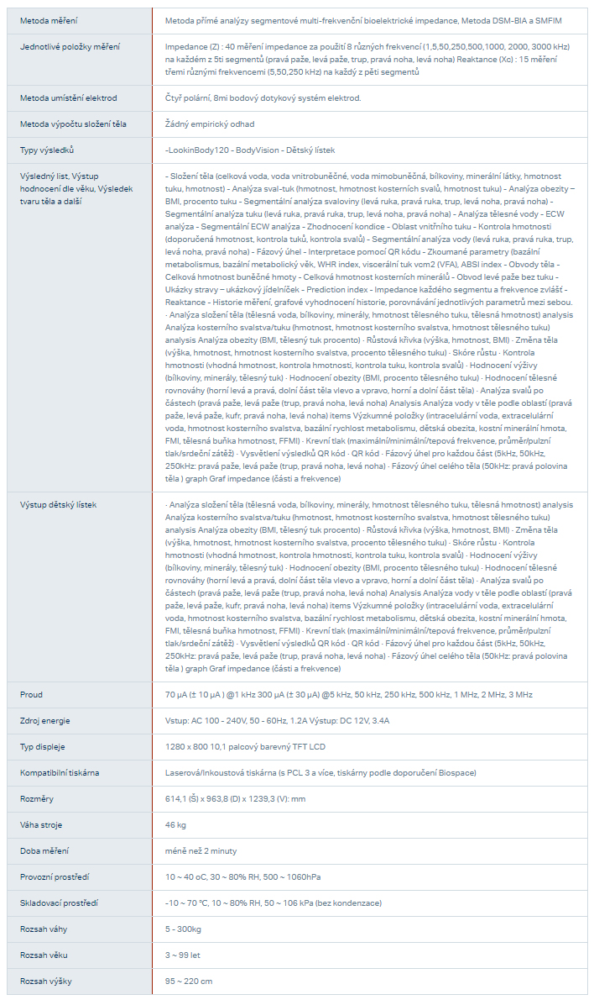 Metoda měření
Metoda přímé analýzy segmentové multi-frekvenční bioelektrické impedance, Metoda DSM-BIA a SMFIM
Jednotlivé položky měření
Impedance (Z) : 40 měření impedance za použití 8 různých frekvencí (1,5,50,250,500,1000, 2000, 3000 kHz)
na každém z 5ti segmentů (pravá paže, levá paže, trup, pravá noha, levá noha) Reaktance (Xc) : 15 měření
třemi různými frekvencemi (5,50,250 kHz) na každý z pěti segmentů
Metoda umístění elektrod
Čtyř polární, 8mi bodový dotykový systém elektrod.
Metoda výpočtu složení těla
Žádný empirický odhad
Typy výsledků
-LookinBody120 - BodyVision - Dětský lístek
Výsledný list, Výstup
hodnocení dle věku, Výsledek
tvaru těla a další
- Složení těla (celková voda, voda vnitrobuněčné, voda mimobuněčná, bílkoviny, minerální látky, hmotnost
tuku, hmotnost) - Analýza sval-tuk (hmotnost, hmotnost kosterních svalů, hmotnost tuku) - Analýza obezity –
BMI, procento tuku - Segmentální analýza svaloviny (levá ruka, pravá ruka, trup, levá noha, pravá noha) -
Segmentální analýza tuku (levá ruka, pravá ruka, trup, levá noha, pravá noha) - Analýza tělesné vody - ECW
analýza - Segmentální ECW analýza - Zhodnocení kondice - Oblast vnitřního tuku - Kontrola hmotnosti
(doporučená hmotnost, kontrola tuků, kontrola svalů) - Segmentální analýza vody (levá ruka, pravá ruka, trup,
levá noha, pravá noha) - Fázový úhel - Interpretace pomocí QR kódu - Zkoumané parametry (bazální
metabolismus, bazální metabolický věk, WHR index, viscerální tuk vcm2 (VFA), ABSI index - Obvody těla -
Celková hmotnost buněčné hmoty - Celková hmotnost kosterních minerálů - Obvod levé paže bez tuku -
Ukázky stravy – ukázkový jídelníček - Prediction index - Impedance každého segmentu a frekvence zvlášť -
Reaktance - Historie měření, grafové vyhodnocení historie, porovnávání jednotlivých parametrů mezi sebou.
· Analýza složení těla (tělesná voda, bílkoviny, minerály, hmotnost tělesného tuku, tělesná hmotnost) analysis
Analýza kosterního svalstva/tuku (hmotnost, hmotnost kosterního svalstva, hmotnost tělesného tuku)
analysis Analýza obezity (BMI, tělesný tuk procento) · Růstová křivka (výška, hmotnost, BMI) · Změna těla
(výška, hmotnost, hmotnost kosterního svalstva, procento tělesného tuku) · Skóre růstu · Kontrola
hmotnosti (vhodná hmotnost, kontrola hmotnosti, kontrola tuku, kontrola svalů) · Hodnocení výživy
(bílkoviny, minerály, tělesný tuk) · Hodnocení obezity (BMI, procento tělesného tuku) · Hodnocení tělesné
rovnováhy (horní levá a pravá, dolní část těla vlevo a vpravo, horní a dolní část těla) · Analýza svalů po
částech (pravá paže, levá paže (trup, pravá noha, levá noha) Analysis Analýza vody v těle podle oblastí (pravá
paže, levá paže, kufr, pravá noha, levá noha) items Výzkumné položky (intracelulární voda, extracelulární
voda, hmotnost kosterního svalstva, bazální rychlost metabolismu, dětská obezita, kostní minerální hmota,
FMI, tělesná buňka hmotnost, FFMI) · Krevní tlak (maximální/minimální/tepová frekvence, průměr/pulzní
tlak/srdeční zátěž) · Vysvětlení výsledků QR kód · QR kód · Fázový úhel pro každou část (5kHz, 50kHz,
250kHz: pravá paže, levá paže (trup, pravá noha, levá noha) · Fázový úhel celého těla (50kHz: pravá polovina
těla ) graph Graf impedance (části a frekvence)
Výstup dětský lístek
· Analýza složení těla (tělesná voda, bílkoviny, minerály, hmotnost tělesného tuku, tělesná hmotnost) analysis
Analýza kosterního svalstva/tuku (hmotnost, hmotnost kosterního svalstva, hmotnost tělesného tuku)
analysis Analýza obezity (BMI, tělesný tuk procento) · Růstová křivka (výška, hmotnost, BMI) · Změna těla
(výška, hmotnost, hmotnost kosterního svalstva, procento tělesného tuku) · Skóre růstu · Kontrola
hmotnosti (vhodná hmotnost, kontrola hmotnosti, kontrola tuku, kontrola svalů) · Hodnocení výživy
(bílkoviny, minerály, tělesný tuk) · Hodnocení obezity (BMI, procento tělesného tuku) · Hodnocení tělesné
rovnováhy (horní levá a pravá, dolní část těla vlevo a vpravo, horní a dolní část těla) · Analýza svalů po
částech (pravá paže, levá paže (trup, pravá noha, levá noha) Analysis Analýza vody v těle podle oblastí (pravá
paže, levá paže, kufr, pravá noha, levá noha) items Výzkumné položky (intracelulární voda, extracelulární
voda, hmotnost kosterního svalstva, bazální rychlost metabolismu, dětská obezita, kostní minerální hmota,
FMI, tělesná buňka hmotnost, FFMI) · Krevní tlak (maximální/minimální/tepová frekvence, průměr/pulzní
tlak/srdeční zátěž) · Vysvětlení výsledků QR kód · QR kód · Fázový úhel pro každou část (5kHz, 50kHz,
250kHz: pravá paže, levá paže (trup, pravá noha, levá noha) · Fázový úhel celého těla (50kHz: pravá polovina
těla ) graph Graf impedance (části a frekvence)
Proud
70 µA (± 10 µA ) @1 kHz 300 µA (± 30 µA) @5 kHz, 50 kHz, 250 kHz, 500 kHz, 1 MHz, 2 MHz, 3 MHz
Zdroj energie
Vstup: AC 100 - 240V, 50 - 60Hz, 1.2A Výstup: DC 12V, 3.4A
Typ displeje
1280 x 800 10,1 palcový barevný TFT LCD
Kompatibilní tiskárna
Laserová/Inkoustová tiskárna (s PCL 3 a více, tiskárny podle doporučení Biospace)
Rozměry
614,1 (Š) x 963,8 (D) x 1239,3 (V): mm
Váha stroje
46 kg
Doba měření
méně než 2 minuty
Provozní prostředí
10 ~ 40 oC, 30 ~ 80% RH, 500 ~ 1060hPa
Skladovací prostředí
-10 ~ 70 °C, 10 ~ 80% RH, 50 ~ 106 kPa (bez kondenzace)
Rozsah váhy
5 - 300kg
Rozsah věku
3 ~ 99 let
Rozsah výšky
95 ~ 220 cm